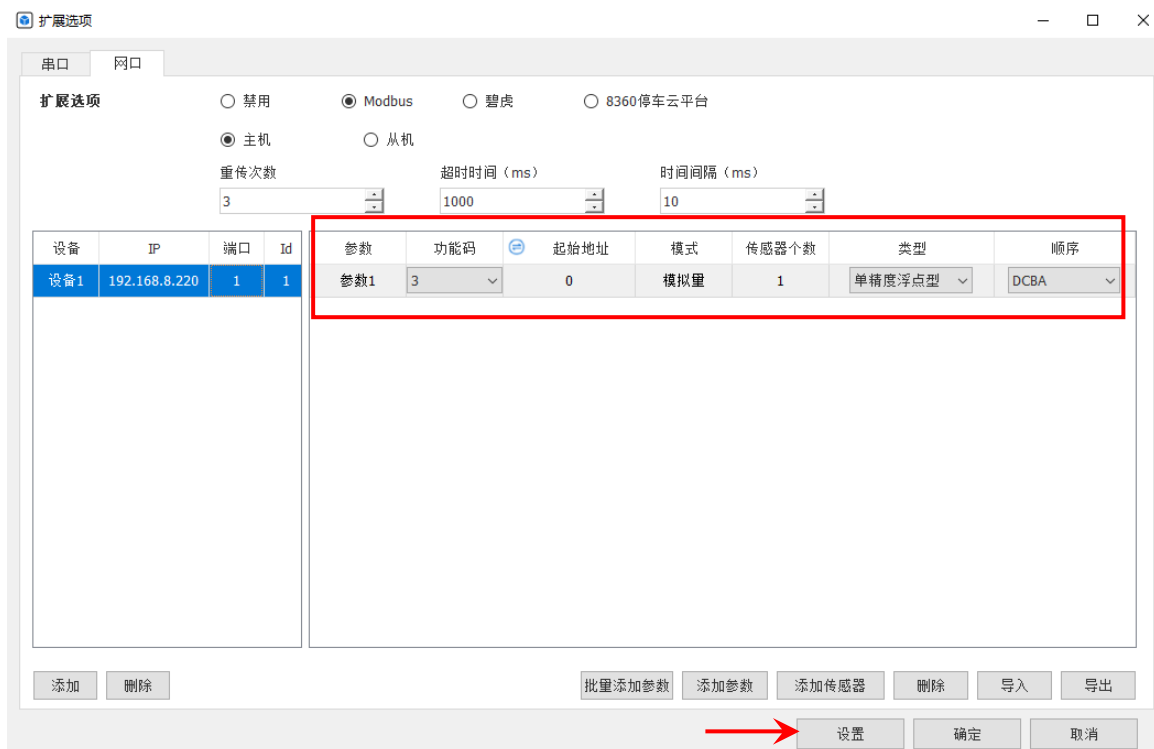 扩展选项
串口 网口
扩展选项 禁用 Modbus 碧虎 8360停车云平台
主机 从机
重传次数 超时时间（ms） 时间间隔（ms）
3 1000 10
设备 IP 端口 Id 参数 功能码 起始地址 模式 传感器个数 类型 顺序
设备1 192.168.8.220 1 1 参数1 3 0 模拟量 1 单精度浮点型 DCBA
添加 删除 批量添加参数 添加参数 添加传感器 删除 导入 导出
设置 确定 取消